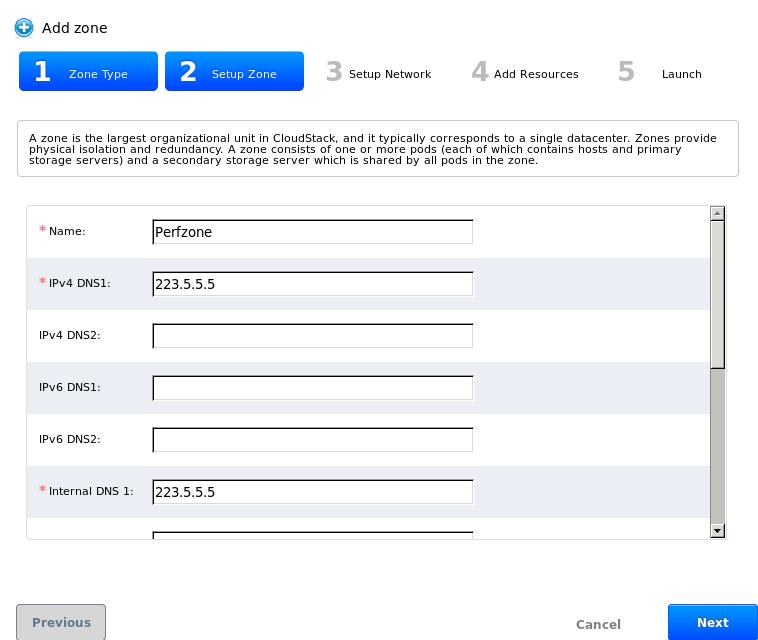 Add zone
1 Zone Type 2 Setup Zone 3 Setup Network 4 Add Resources 5 Launch
A zone is the largest organizational unit in CloudStack, and it typically corresponds to a single datacenter. Zones provide
physical isolation and redundancy. A zone consists of one or more pods (each of which contains hosts and primary
storage servers) and a secondary storage server which is shared by all pods in the zone.
* Name: Perfzone
* IPv4 DNS1: 223.5.5.5
IPv4 DNS2:
IPv6 DNS1:
IPv6 DNS2:
* Internal DNS 1: 223.5.5.5
Previous Cancel Next